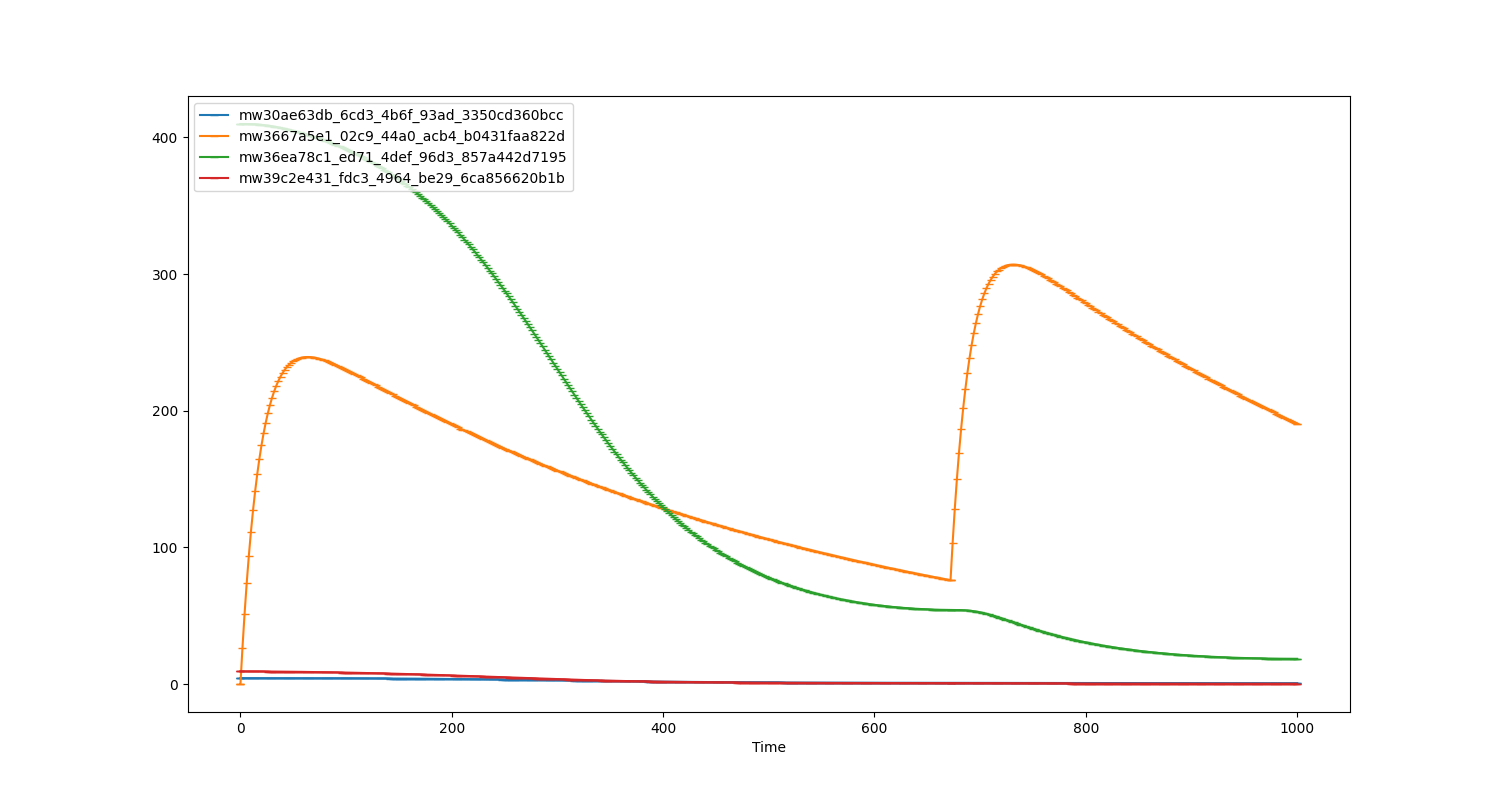 mw30ae63db_6cd3_4b6f_93ad_3350cd360bcc
mw3667a5e1_02c9_44a0_acb4_b0431faa822d
mw36ea78c1_ed71_4def_96d3_857a442d7195
mw39c2e431_fdc3_4964_be29_6ca856620b1b
400
300
200
100
0
0 200 400 600 800 1000
Time